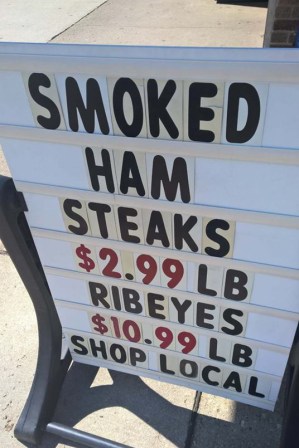 SMOKED
HAM
STEAKS
$2.99 LB
RIBEYES
$10.99 LB
SHOP LOCAL